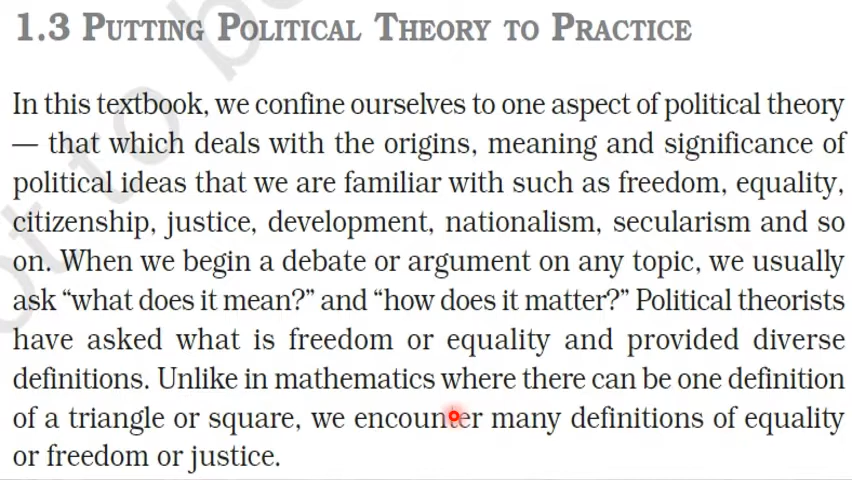 1.3 PUTTING POLITICAL THEORY TO PRACTICE
In this textbook, we confine ourselves to one aspect of political theory
— that which deals with the origins, meaning and significance of
political ideas that we are familiar with such as freedom, equality,
citizenship, justice, development, nationalism, secularism and so
on. When we begin a debate or argument on any topic, we usually
ask “what does it mean?” and “how does it matter?” Political theorists
have asked what is freedom or equality and provided diverse
definitions. Unlike in mathematics where there can be one definition
of a triangle or square, we encounter many definitions of equality
or freedom or justice.